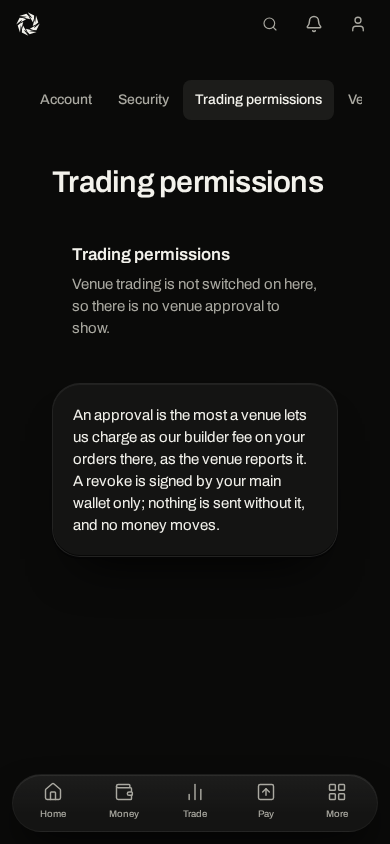 Account
Security
Trading permissions
Ve
Trading permissions
Trading permissions
Venue trading is not switched on here,
so there is no venue approval to
show.
An approval is the most a venue lets
us charge as our builder fee on your
orders there, as the venue reports it.
A revoke is signed by your main
wallet only; nothing is sent without it,
and no money moves.
Home
Money
Trade
Pay
More